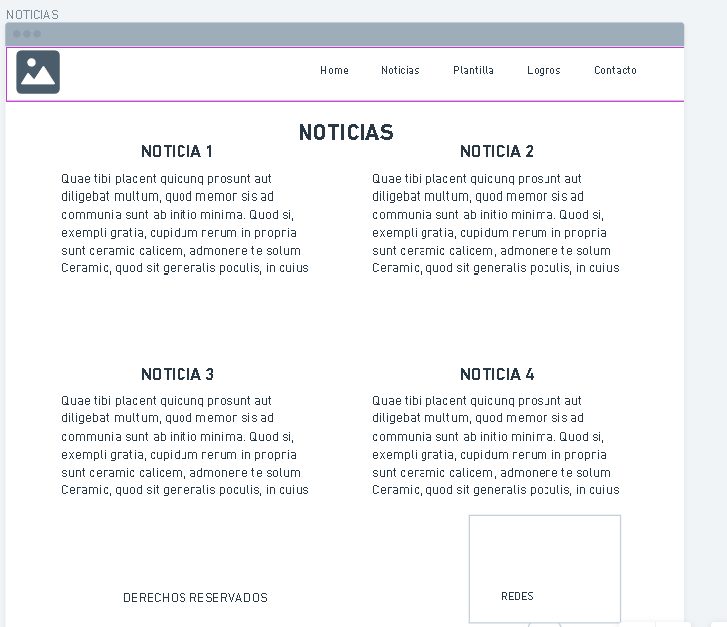 NOTICIAS
Home Noticias Plantilla Logros Contacto
NOTICIAS
NOTICIA 1
Quae tibi placent quicunq prosunt aut
diligebat multum, quod memor sis ad
communia sunt ab initio minima. Quod si,
exempli gratia, cupidum rerum in propria
sunt ceramic calicem, admonere te solum
Ceramic, quod sit generalis poculis, in cuius
NOTICIA 2
Quae tibi placent quicunq prosunt aut
diligebat multum, quod memor sis ad
communia sunt ab initio minima. Quod si,
exempli gratia, cupidum rerum in propria
sunt ceramic calicem, admonere te solum
Ceramic, quod sit generalis poculis, in cuius
NOTICIA 3
Quae tibi placent quicunq prosunt aut
diligebat multum, quod memor sis ad
communia sunt ab initio minima. Quod si,
exempli gratia, cupidum rerum in propria
sunt ceramic calicem, admonere te solum
Ceramic, quod sit generalis poculis, in cuius
NOTICIA 4
Quae tibi placent quicunq prosunt aut
diligebat multum, quod memor sis ad
communia sunt ab initio minima. Quod si,
exempli gratia, cupidum rerum in propria
sunt ceramic calicem, admonere te solum
Ceramic, quod sit generalis poculis, in cuius
DERECHOS RESERVADOS
REDES